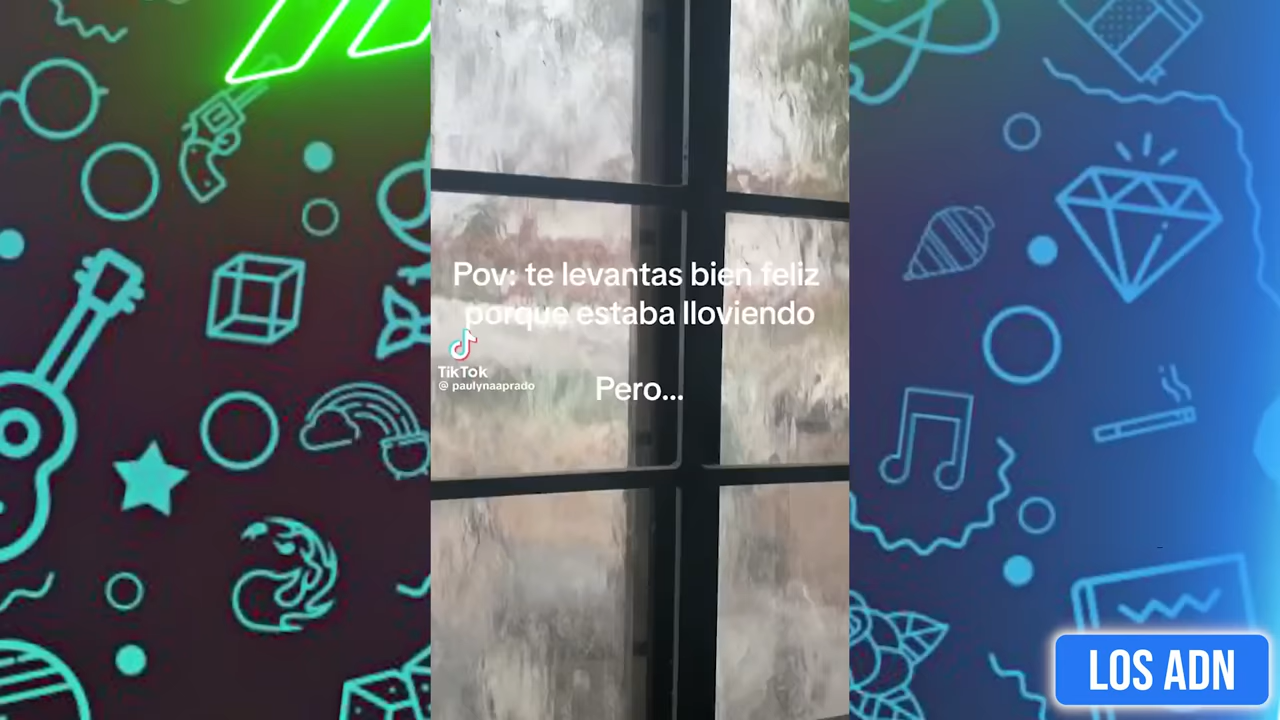 Pov: te levantas bien feliz
porque estaba lloviendo
TikTok
@ paulynaaprado
Pero...
LOS ADN